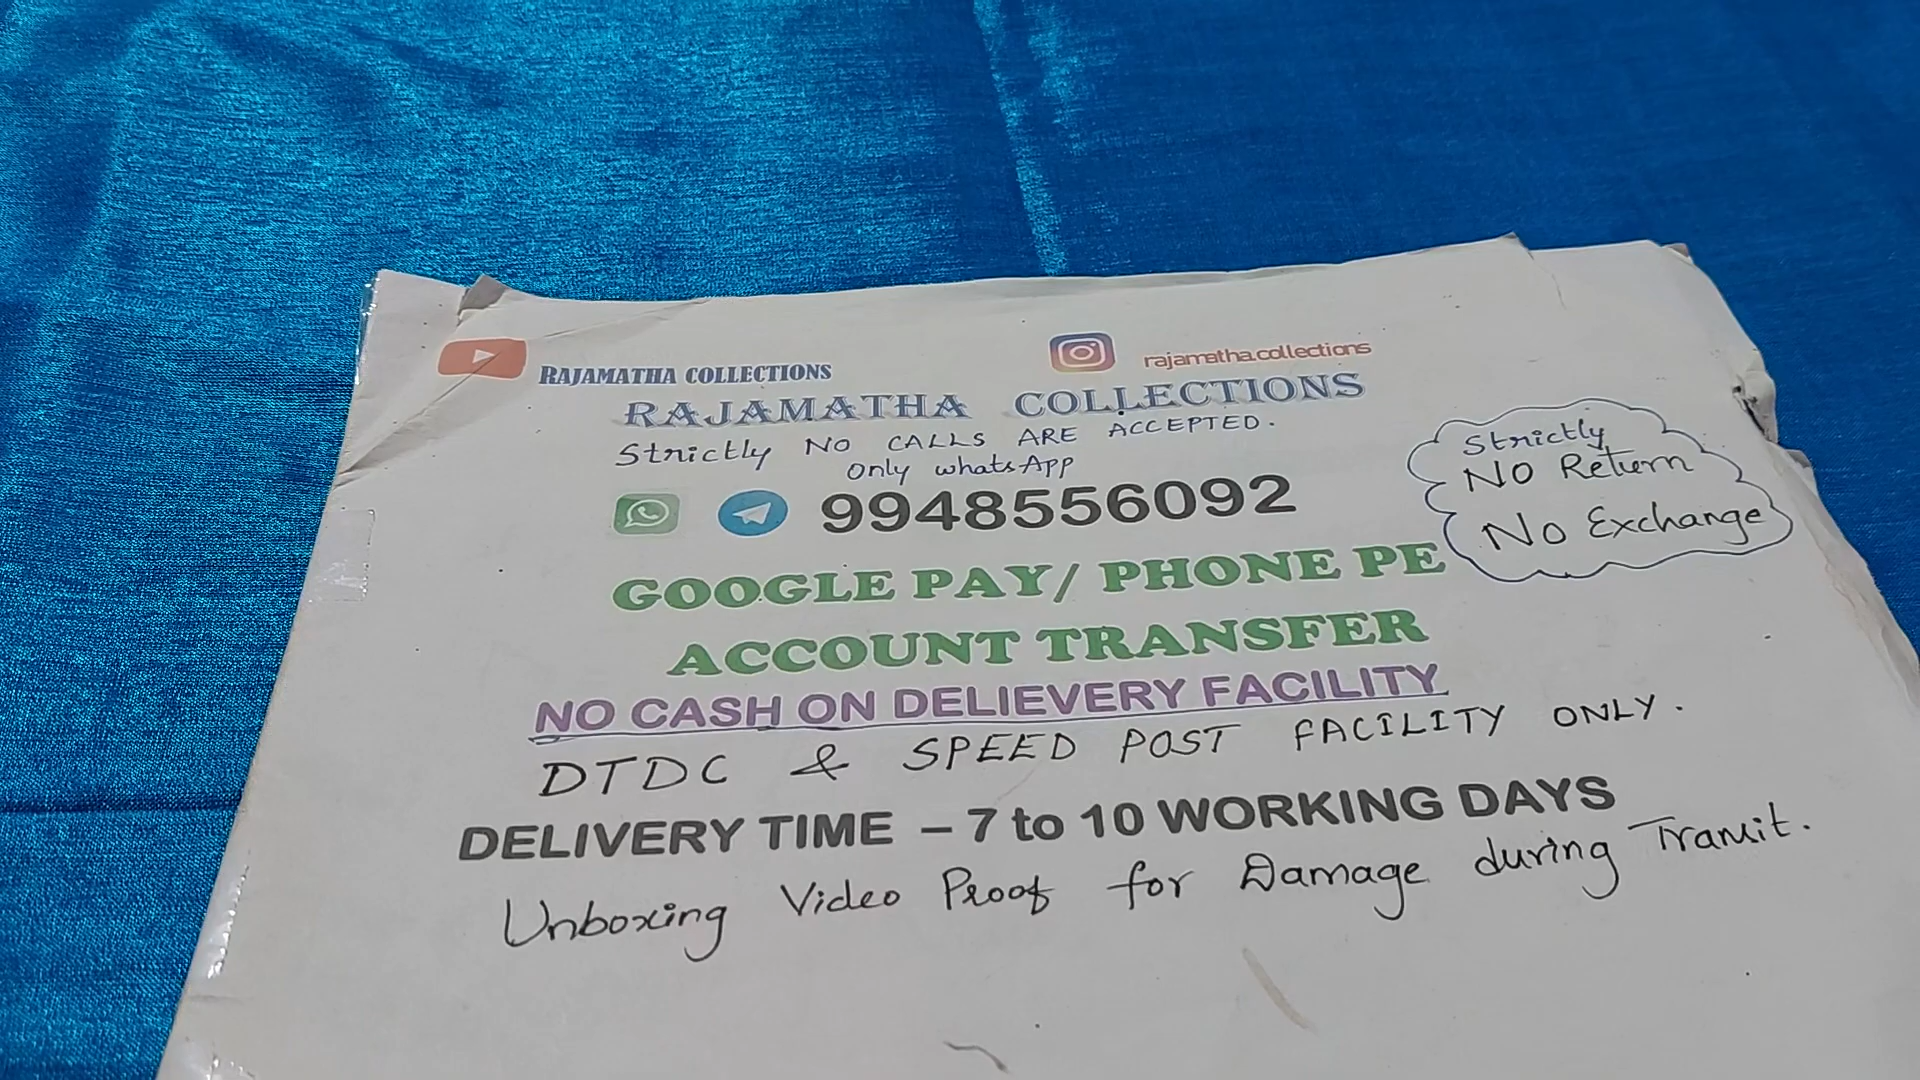 RAJAMATHA COLLECTIONS
rajamatha.collections
RAJAMATHA COLLECTIONS
Strictly NO CALLS ARE ACCEPTED.
only whatsApp
9948556092
Strictly
NO Return
No Exchange
GOOGLE PAY/ PHONE PE
ACCOUNT TRANSFER
NO CASH ON DELIEVERY FACILITY
DTDC & SPEED POST FACILITY ONLY.
DELIVERY TIME – 7 to 10 WORKING DAYS
Unboxing Video Proof for Damage during Transit.